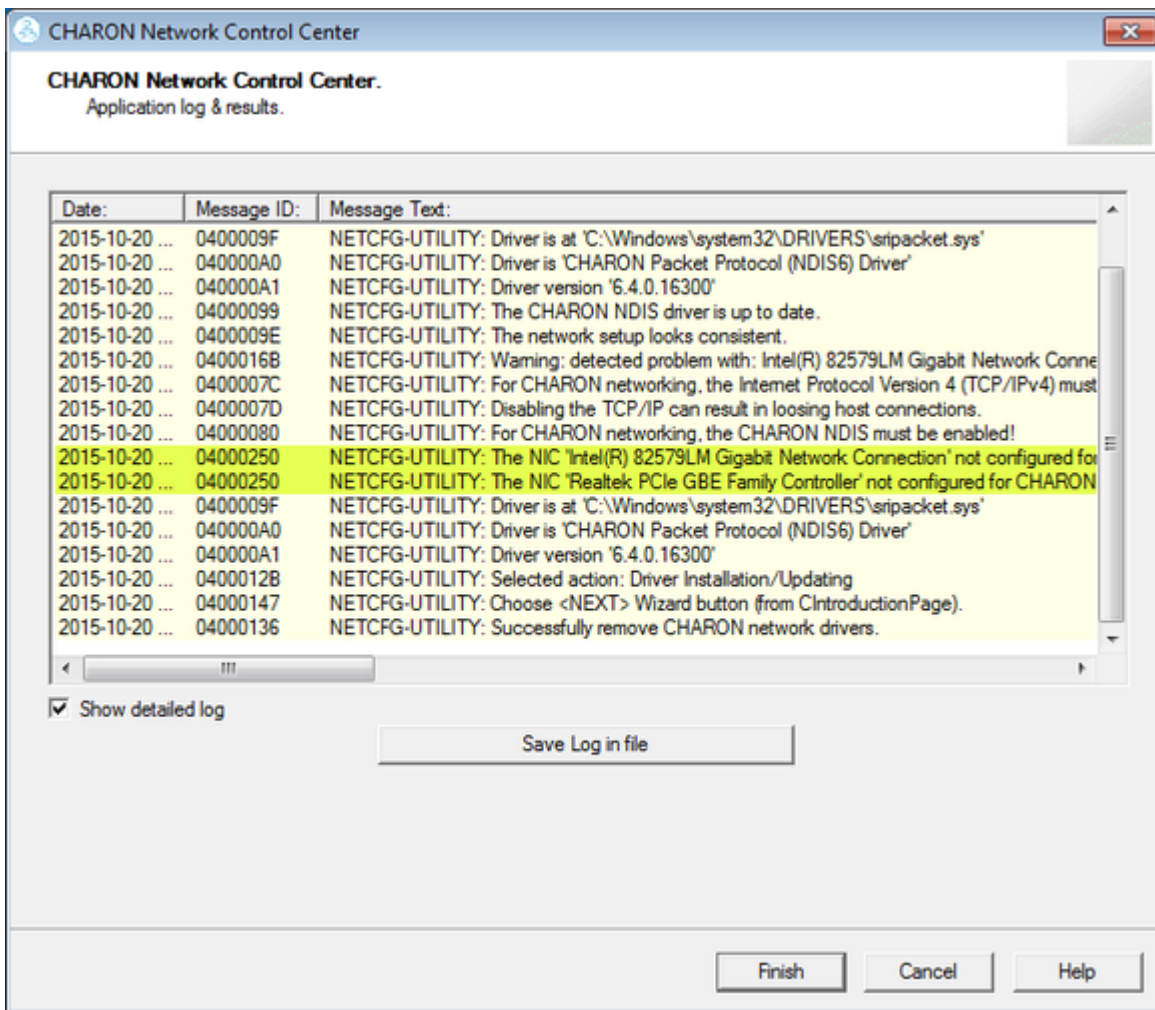 CHARON Network Control Center
CHARON Network Control Center.
Application log & results.
Date: Message ID: Message Text:
2015-10-20 ... 0400009F NETCFG-UTILITY: Driver is at 'C:\Windows\system32\DRIVERS\sripacket.sys'
2015-10-20 ... 040000A0 NETCFG-UTILITY: Driver is 'CHARON Packet Protocol (NDIS6) Driver'
2015-10-20 ... 040000A1 NETCFG-UTILITY: Driver version '6.4.0.16300'
2015-10-20 ... 04000099 NETCFG-UTILITY: The CHARON NDIS driver is up to date.
2015-10-20 ... 0400009E NETCFG-UTILITY: The network setup looks consistent.
2015-10-20 ... 0400016B NETCFG-UTILITY: Warning: detected problem with: Intel(R) 82579LM Gigabit Network Conne
2015-10-20 ... 0400007C NETCFG-UTILITY: For CHARON networking, the Internet Protocol Version 4 (TCP/IPv4) must
2015-10-20 ... 0400007D NETCFG-UTILITY: Disabling the TCP/IP can result in loosing host connections.
2015-10-20 ... 04000080 NETCFG-UTILITY: For CHARON networking, the CHARON NDIS must be enabled!
2015-10-20 ... 04000250 NETCFG-UTILITY: The NIC 'Intel(R) 82579LM Gigabit Network Connection' not configured for
2015-10-20 ... 04000250 NETCFG-UTILITY: The NIC 'Realtek PCIe GBE Family Controller' not configured for CHARON
2015-10-20 ... 0400009F NETCFG-UTILITY: Driver is at 'C:\Windows\system32\DRIVERS\sripacket.sys'
2015-10-20 ... 040000A0 NETCFG-UTILITY: Driver is 'CHARON Packet Protocol (NDIS6) Driver'
2015-10-20 ... 040000A1 NETCFG-UTILITY: Driver version '6.4.0.16300'
2015-10-20 ... 0400012B NETCFG-UTILITY: Selected action: Driver Installation/Updating
2015-10-20 ... 04000147 NETCFG-UTILITY: Choose <NEXT> Wizard button (from CIntroductionPage).
2015-10-20 ... 04000136 NETCFG-UTILITY: Successfully remove CHARON network drivers.
Show detailed log
Save Log in file
Finish Cancel Help